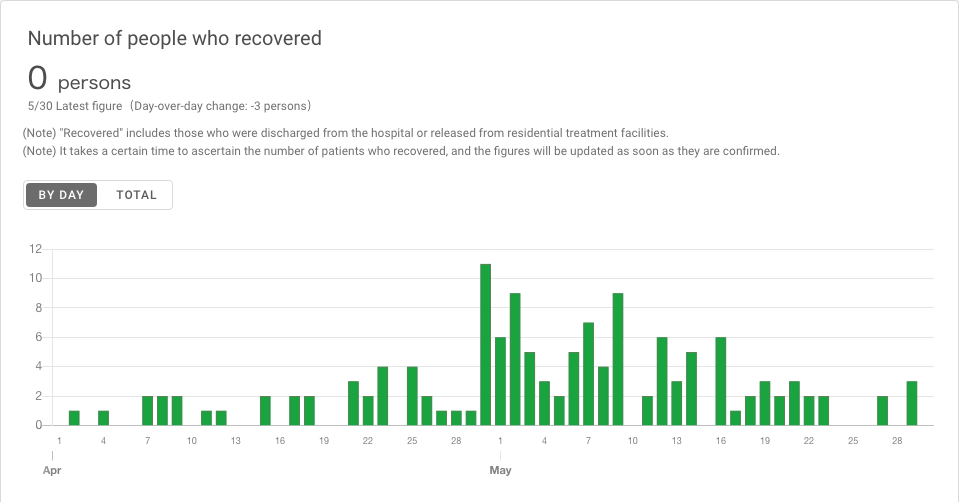 Number of people who recovered
0 persons
5/30 Latest figure (Day-over-day change: -3 persons)
(Note) "Recovered" includes those who were discharged from the hospital or released from residential treatment facilities.
(Note) It takes a certain time to ascertain the number of patients who recovered, and the figures will be updated as soon as they are confirmed.
BY DAY TOTAL
12
10
8
6
4
2
0
1 4 7 10 13 16 19 22 25 28 1 4 7 10 13 16 19 22 25 28
Apr May